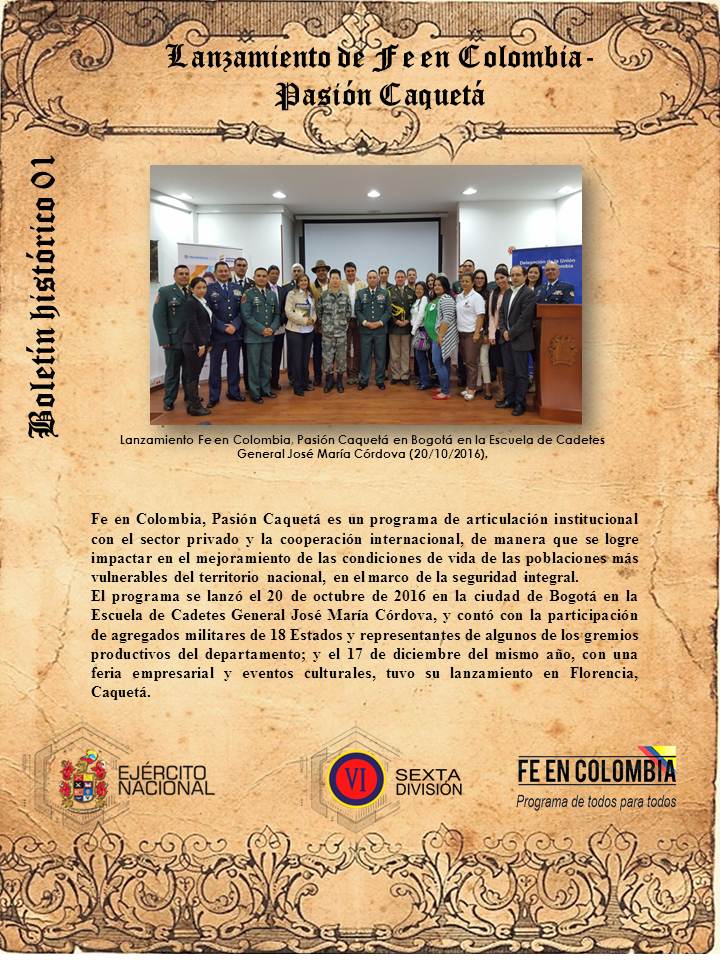 Lanzamiento de Fe en Colombia-
Pasión Caquetá
Boletín histórico 01
Delegación de la Unión
Lanzamiento Fe en Colombia, Pasión Caquetá en Bogotá en la Escuela de Cadetes
General José María Córdova (20/10/2016).
Fe en Colombia, Pasión Caquetá es un programa de articulación institucional
con el sector privado y la cooperación internacional, de manera que se logre
impactar en el mejoramiento de las condiciones de vida de las poblaciones más
vulnerables del territorio nacional, en el marco de la seguridad integral.
El programa se lanzó el 20 de octubre de 2016 en la ciudad de Bogotá en la
Escuela de Cadetes General José María Córdova, y contó con la participación
de agregados militares de 18 Estados y representantes de algunos de los gremios
productivos del departamento; y el 17 de diciembre del mismo año, con una
feria empresarial y eventos culturales, tuvo su lanzamiento en Florencia,
Caquetá.
EJÉRCITO
NACIONAL
VI
SEXTA
DIVISIÓN
FE EN COLOMBIA
Programa de todos para todos